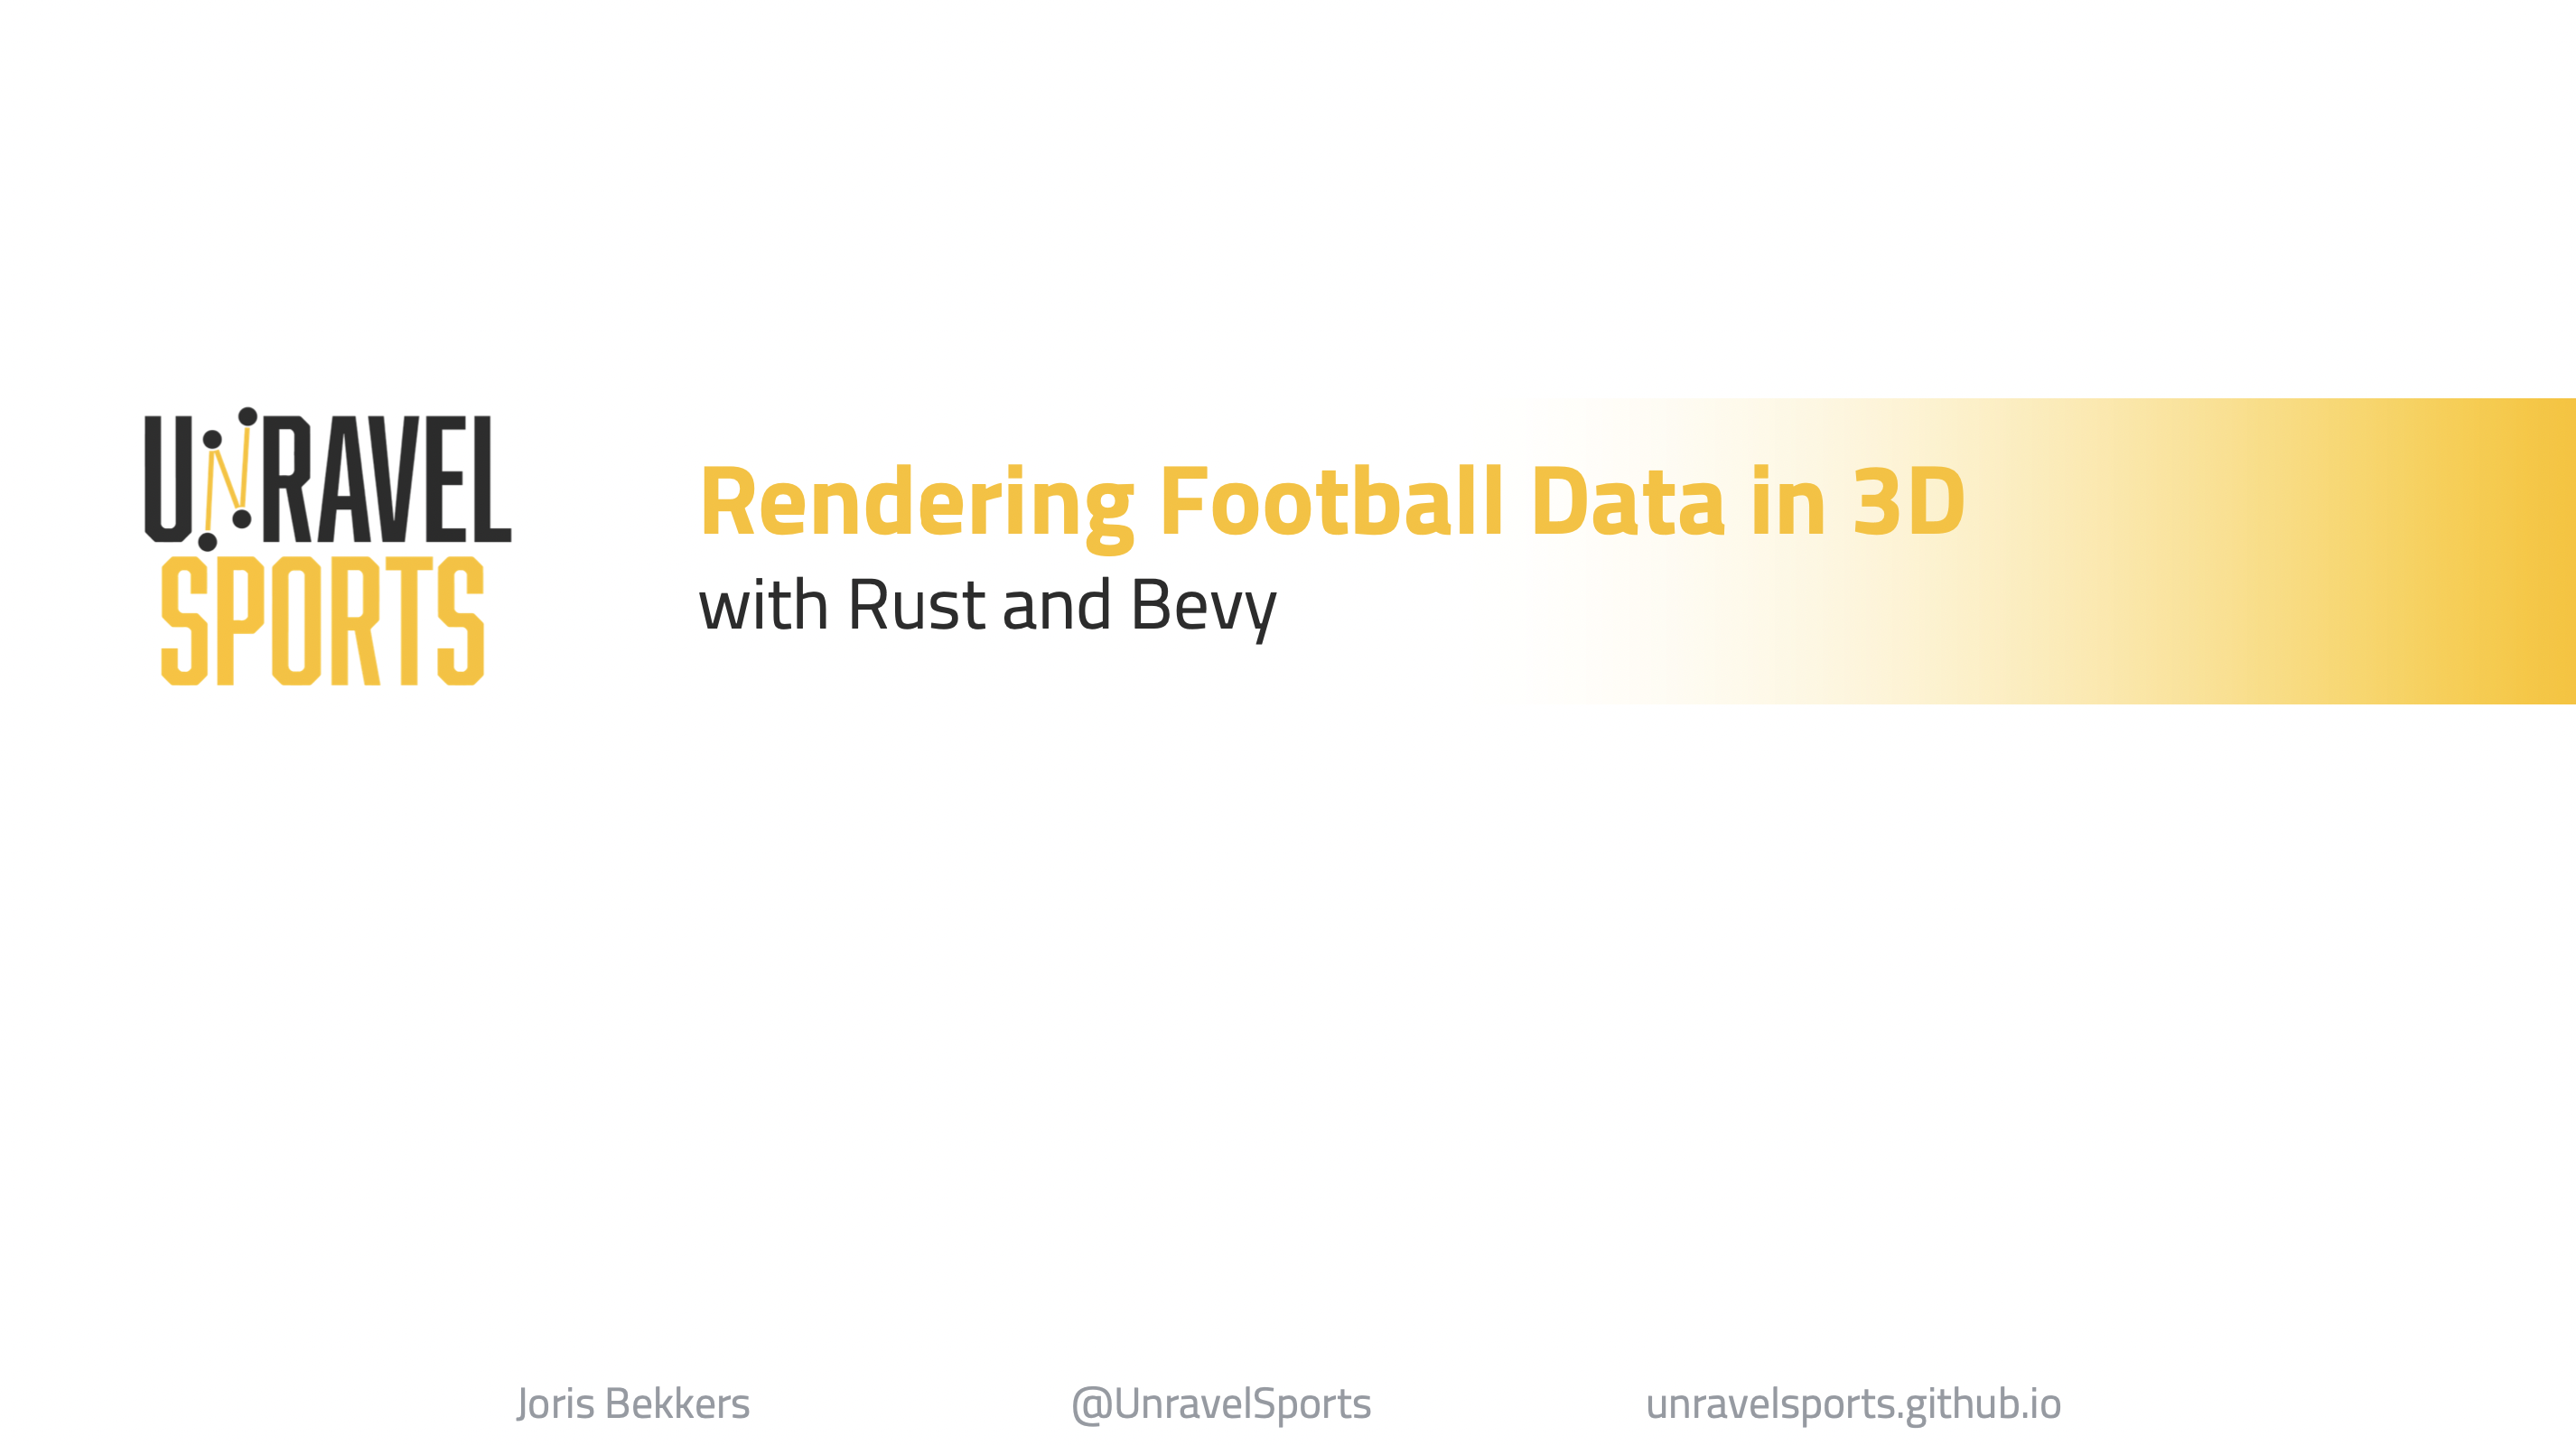 UNRAVEL
SPORTS
Rendering Football Data in 3D
with Rust and Bevy
Joris Bekkers
@UnravelSports
unravelsports.github.io